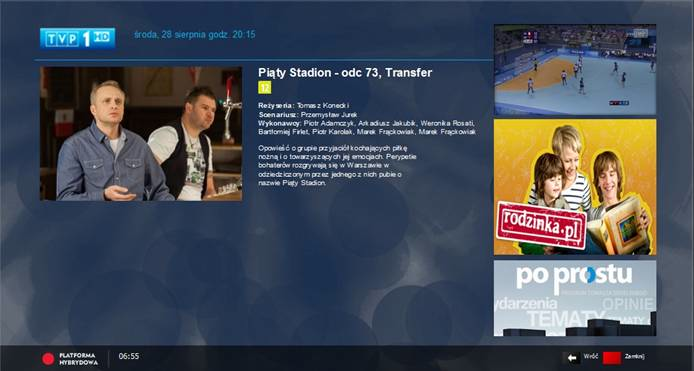 TVP 1 HD
środa, 28 sierpnia godz. 20:15
Piąty Stadion - odc 73, Transfer
12
Reżyseria: Tomasz Konecki
Scenariusz: Przemysław Jurek
Wykonawcy: Piotr Adamczyk, Arkadiusz Jakubik, Weronika Rosati,
Bartłomiej Firlet, Piotr Karolak, Marek Frąckowiak, Marek Frąckowiak
Opowieść o grupie przyjaciół kochających piłkę
nożną i o towarzyszących jej emocjach. Perypetie
bohaterów rozgrywają się w Warszawie w
odziedziczonym przez jednego z nich pubie o
nazwie Piąty Stadion.
rodzinka.pl
po prostu
ydarzenia
OPINIE
TEMATY
TEMATY
PLATFORMA
HYBRYDOWA
06:55
Wróć
Zamknij